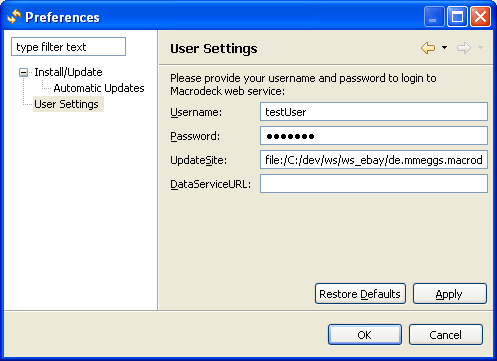 Preferences
type filter text
Install/Update
Automatic Updates
User Settings
User Settings
Please provide your username and password to login to
Macrodeck web service:
Username:
testUser
Password:
●●●●●●●
UpdateSite:
file:/C:/dev/ws/ws_ebay/de.mmeggs.macrod
DataServiceURL:
Restore Defaults
Apply
OK
Cancel